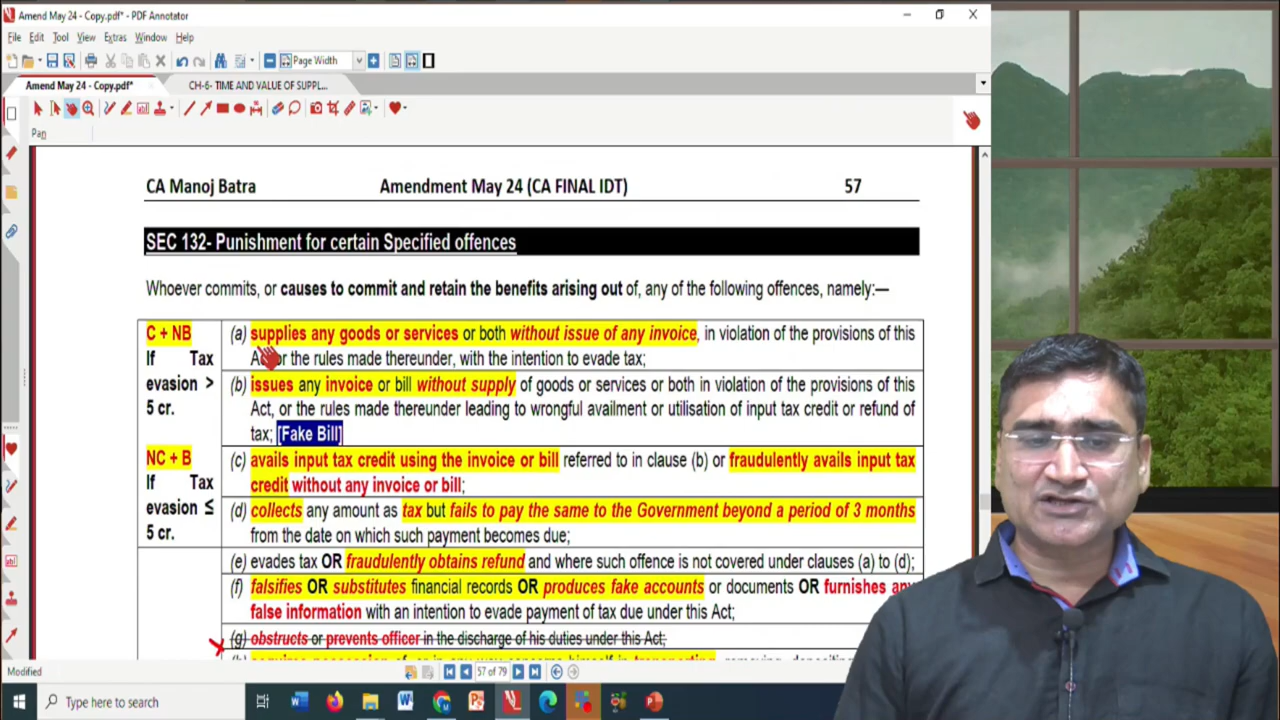 Amend May 24 - Copy.pdf* - PDF Annotator
File Edit Tool View Extras Window Help
Page Width
Amend May 24 - Copy.pdf* CH-6- TIME AND VALUE OF SUPPL...
Pan
CA Manoj Batra Amendment May 24 (CA FINAL IDT) 57
SEC 132- Punishment for certain Specified offences
Whoever commits, or causes to commit and retain the benefits arising out of, any of the following offences, namely:—
C + NB
If Tax
evasion >
5 cr.
NC + B
If Tax
evasion ≤
5 cr.
(a) supplies any goods or services or both without issue of any invoice, in violation of the provisions of this
or the rules made thereunder, with the intention to evade tax;
(b) issues any invoice or bill without supply of goods or services or both in violation of the provisions of this
Act, or the rules made thereunder leading to wrongful availment or utilisation of input tax credit or refund of
tax; [Fake Bill]
(c) avails input tax credit using the invoice or bill referred to in clause (b) or fraudulently avails input tax
credit without any invoice or bill;
(d) collects any amount as tax but fails to pay the same to the Government beyond a period of 3 months
from the date on which such payment becomes due;
(e) evades tax OR fraudulently obtains refund and where such offence is not covered under clauses (a) to (d);
(f) falsifies OR substitutes financial records OR produces fake accounts or documents OR furnishes any
false information with an intention to evade payment of tax due under this Act;
(g) obstructs or prevents officer in the discharge of his duties under this Act;
Modified
57 of 79
Type here to search